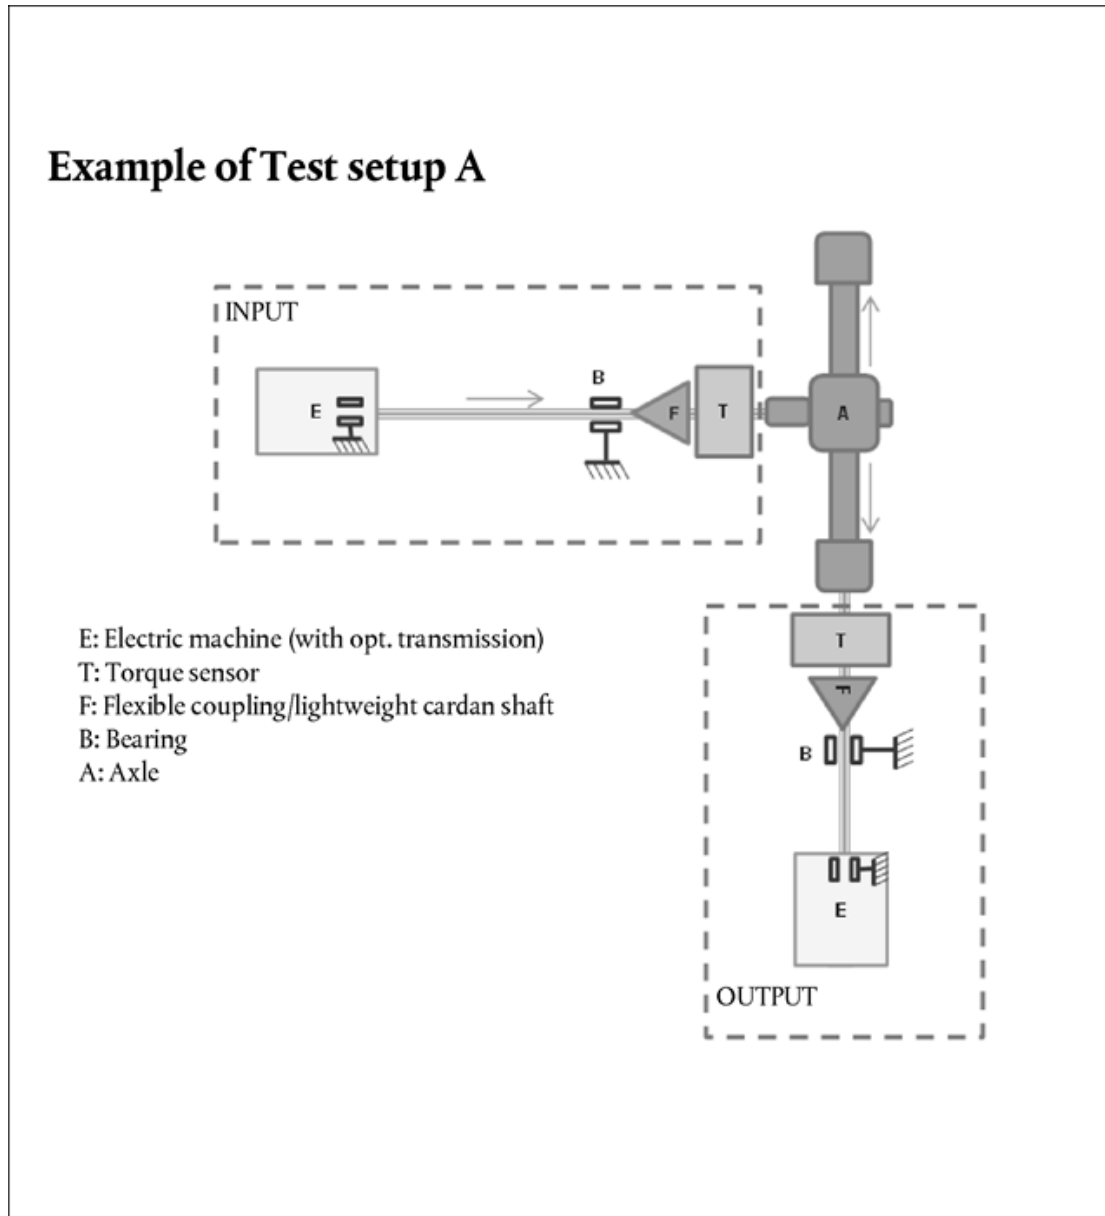 Example of Test setup A
INPUT
E
B
F
T
A
E: Electric machine (with opt. transmission)
T: Torque sensor
F: Flexible coupling/lightweight cardan shaft
B: Bearing
A: Axle
T
F
B
E
OUTPUT